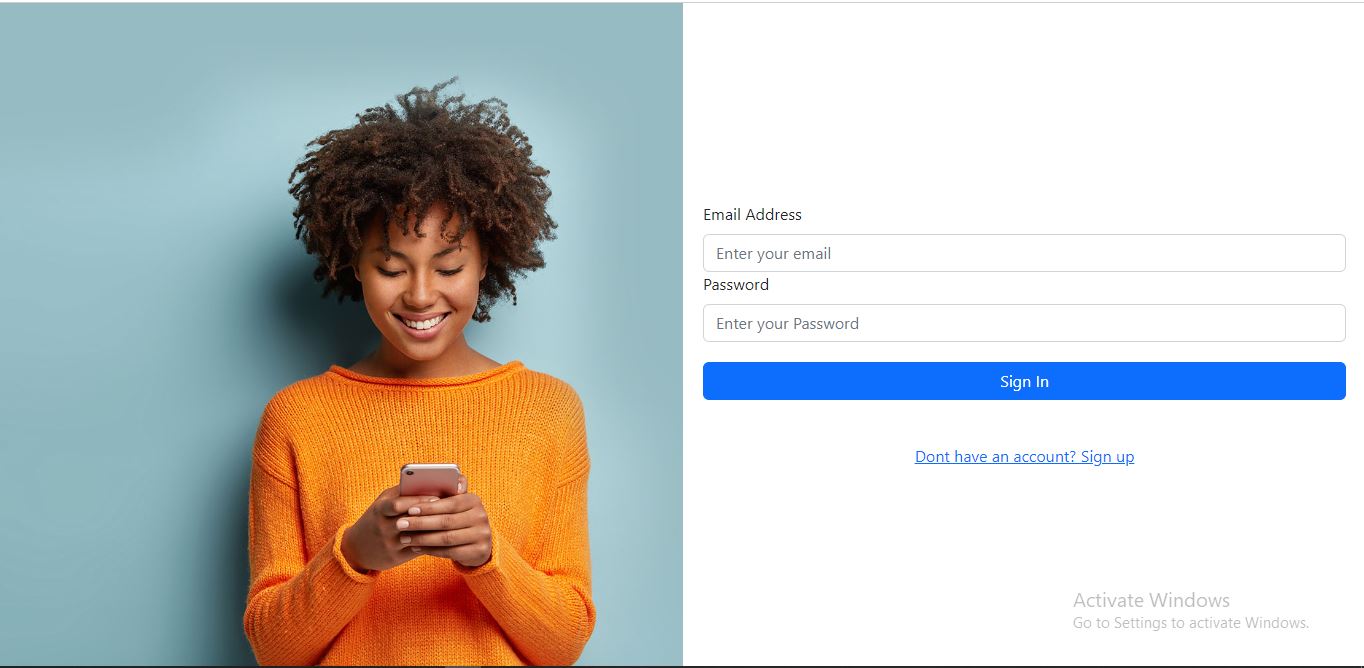 Email Address
Enter your email
Password
Enter your Password
Sign In
Dont have an account? Sign up
Activate Windows
Go to Settings to activate Windows.